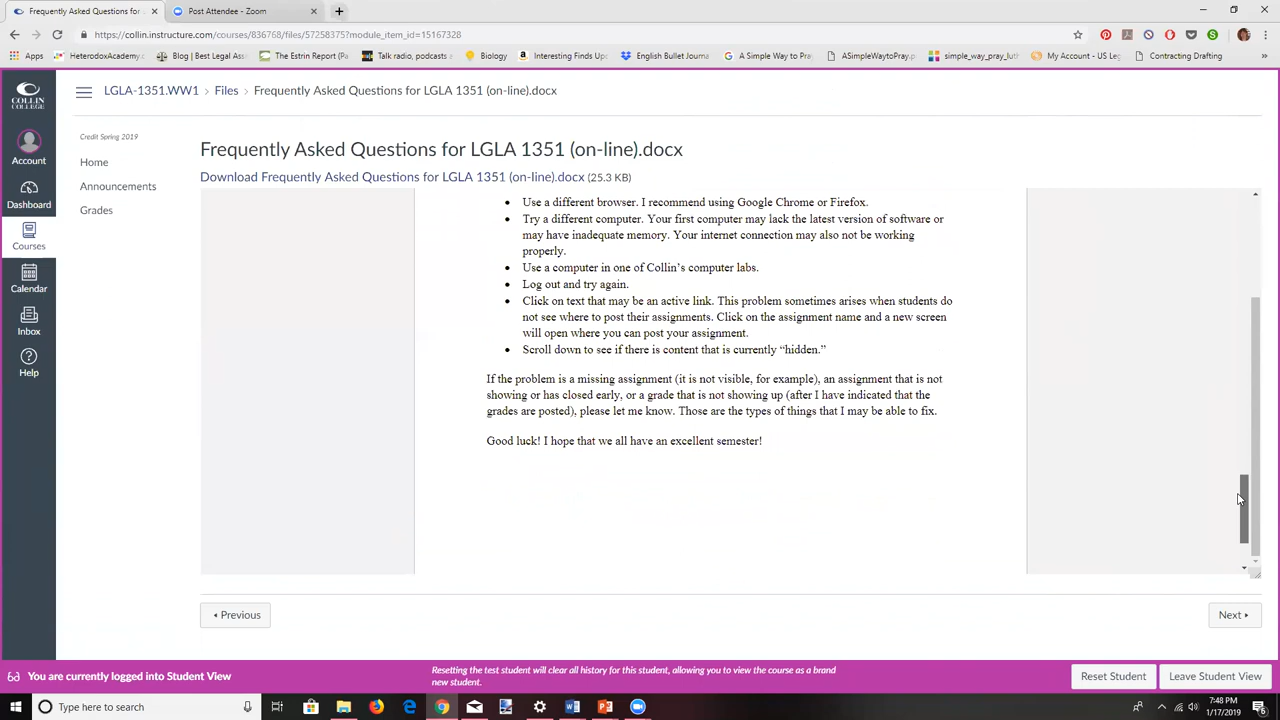 Frequently Asked Questions for
Post Attendee - Zoom
https://collin.instructure.com/courses/836768/files/57258375?module_item_id=15167328
Apps
HeterodoxAcademy.
Blog | Best Legal Ass
The Estrin Report (Pa
Talk radio, podcasts
Biology
Interesting Finds Up
English Bullet Journal
A Simple Way to Pra
ASimpleWaytoPray.p
simple_way_pray_luth
My Account - US Leg
Contracting Drafting
COLLIN COLLEGE
Account
Dashboard
Courses
Calendar
Inbox
Help
LGLA-1351.WW1 > Files > Frequently Asked Questions for LGLA 1351 (on-line).docx
Credit Spring 2019
Home
Announcements
Grades
Frequently Asked Questions for LGLA 1351 (on-line).docx
Download Frequently Asked Questions for LGLA 1351 (on-line).docx (25.3 KB)
• Use a different browser. I recommend using Google Chrome or Firefox.
• Try a different computer. Your first computer may lack the latest version of software or
may have inadequate memory. Your internet connection may also not be working
properly.
• Use a computer in one of Collin's computer labs.
• Log out and try again.
• Click on text that may be an active link. This problem sometimes arises when students do
not see where to post their assignments. Click on the assignment name and a new screen
will open where you can post your assignment.
• Scroll down to see if there is content that is currently “hidden.”
If the problem is a missing assignment (it is not visible, for example), an assignment that is not
showing or has closed early, or a grade that is not showing up (after I have indicated that the
grades are posted), please let me know. Those are the types of things that I may be able to fix.
Good luck! I hope that we all have an excellent semester!
Previous
Next
You are currently logged into Student View
Resetting the test student will clear all history for this student, allowing you to view the course as a brand
new student.
Reset Student
Leave Student View
Type here to search
7:48 PM
1/17/2019